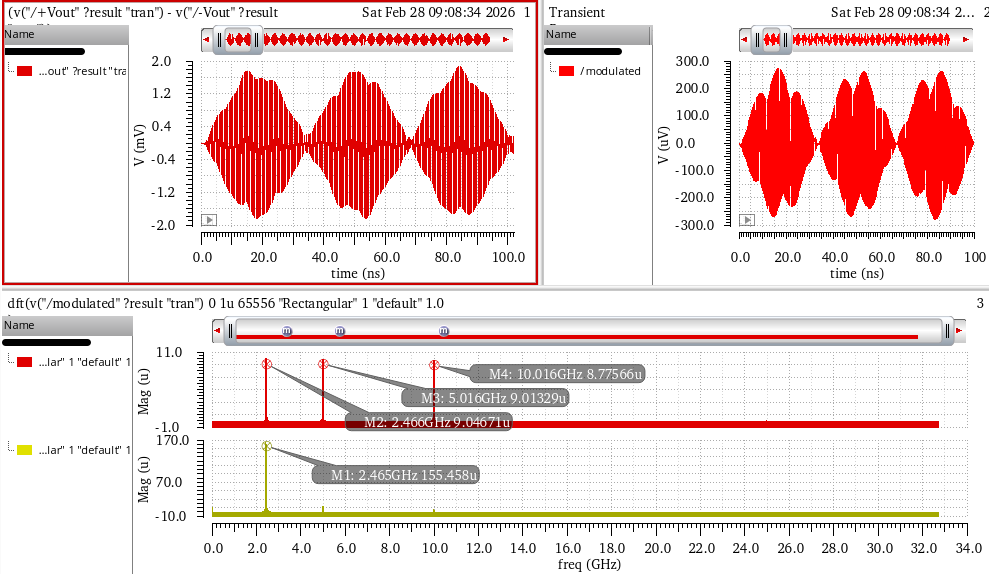 (v("/+Vout" ?result "tran") - v("/-Vout" ?result
Sat Feb 28 09:08:34 2026 1
Name
...out" ?result "tra
2.0
1.2
0.4
-0.4
-1.2
-2.0
V (mV)
0.0 20.0 40.0 60.0 80.0 100.0
time (ns)
Transient
Sat Feb 28 09:08:34 2... 2
Name
/modulated
300.0
200.0
100.0
0.0
-100.0
-200.0
-300.0
V (uV)
0.0 20.0 40.0 60.0 80.0 100
time (ns)
dft(v("/modulated" ?result "tran") 0 1u 65556 "Rectangular" 1 "default" 1.0
3
Name
m m m
...lar" 1 "default" 1
11.0
-1.0
Mag (u)
M4: 10.016GHz 8.77566u
M3: 5.016GHz 9.01329u
M2: 2.466GHz 9.04671u
...lar" 1 "default" 1
170.0
70.0
-10.0
Mag (u)
M1: 2.465GHz 155.458u
0.0 2.0 4.0 6.0 8.0 10.0 12.0 14.0 16.0 18.0 20.0 22.0 24.0 26.0 28.0 30.0 32.0 34.0
freq (GHz)